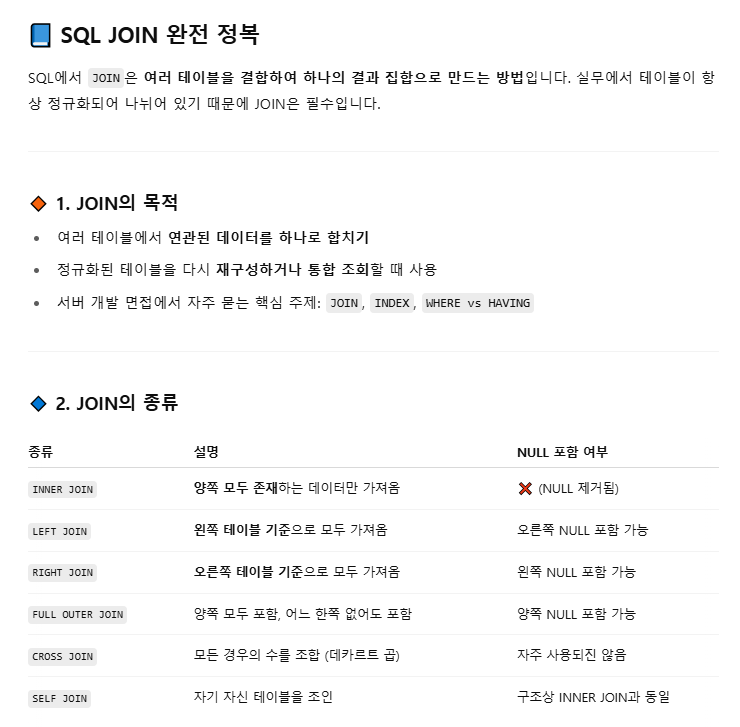 📘 SQL JOIN 완전 정복
SQL에서 JOIN은 여러 테이블을 결합하여 하나의 결과 집합으로 만드는 방법입니다. 실무에서 테이블이 항
상 정규화되어 나뉘어 있기 때문에 JOIN은 필수입니다.
🔶 1. JOIN의 목적
• 여러 테이블에서 연관된 데이터를 하나로 합치기
• 정규화된 테이블을 다시 재구성하거나 통합 조회할 때 사용
• 서버 개발 면접에서 자주 묻는 핵심 주제: JOIN, INDEX, WHERE vs HAVING
🔷 2. JOIN의 종류
종류 설명 NULL 포함 여부
INNER JOIN 양쪽 모두 존재하는 데이터만 가져옴 ❌ (NULL 제거됨)
LEFT JOIN 왼쪽 테이블 기준으로 모두 가져옴 오른쪽 NULL 포함 가능
RIGHT JOIN 오른쪽 테이블 기준으로 모두 가져옴 왼쪽 NULL 포함 가능
FULL OUTER JOIN 양쪽 모두 포함, 어느 한쪽 없어도 포함 양쪽 NULL 포함 가능
CROSS JOIN 모든 경우의 수를 조합 (데카르트 곱) 자주 사용되진 않음
SELF JOIN 자기 자신 테이블을 조인 구조상 INNER JOIN과 동일